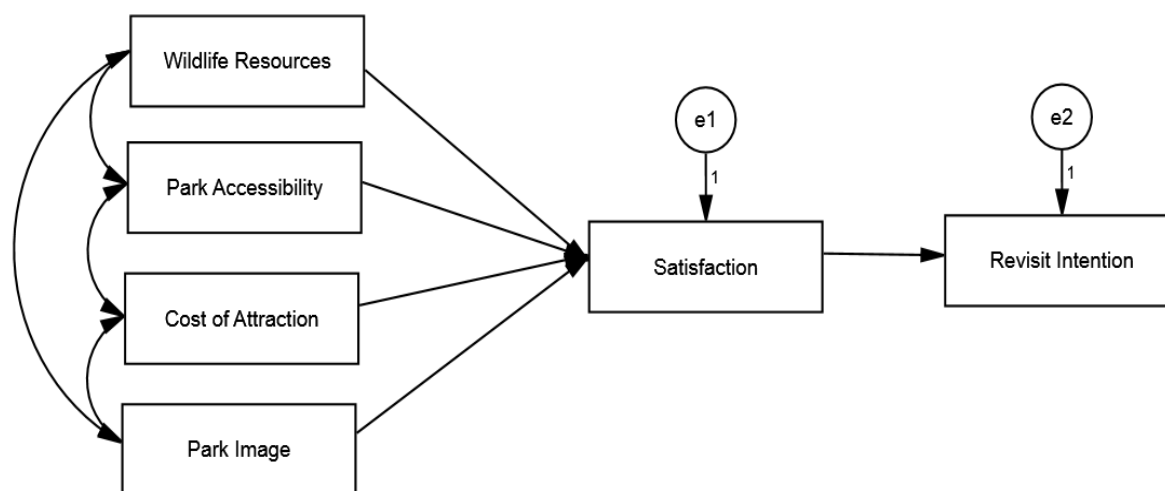 Wildlife Resources
Park Accessibility
Cost of Attraction
Park Image
e1
1
Satisfaction
e2
1
Revisit Intention